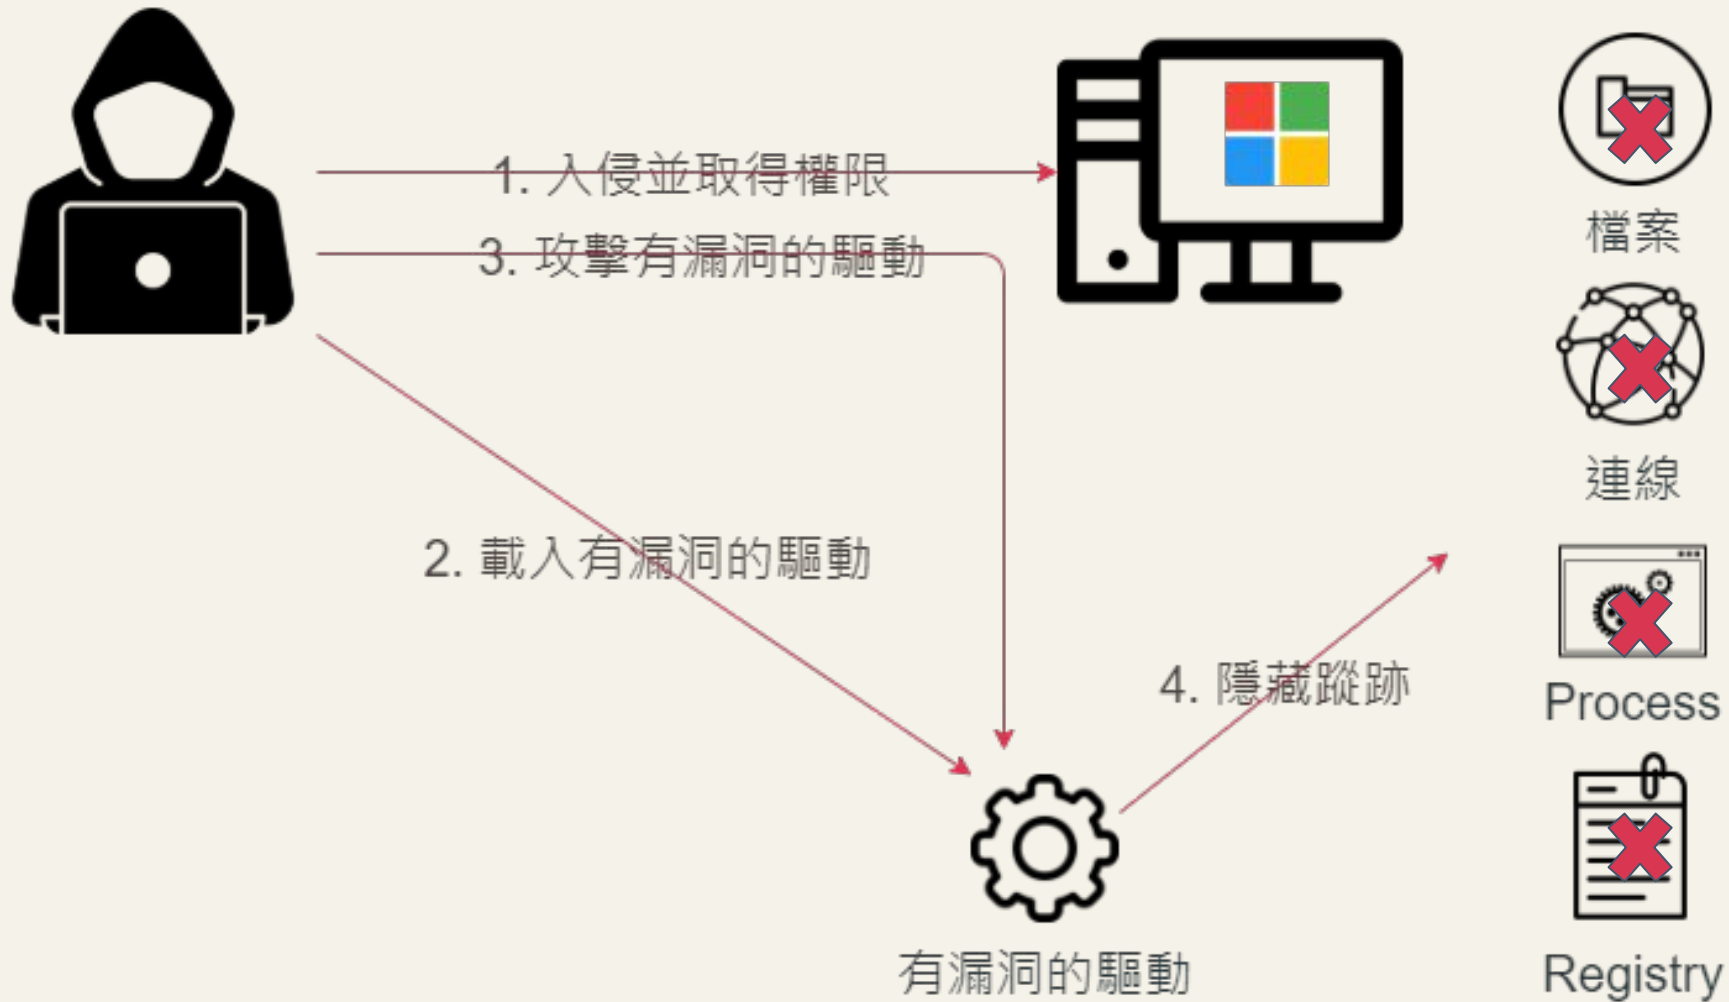 1. 入侵並取得權限
3. 攻擊有漏洞的驅動
2. 載入有漏洞的驅動
4. 隱藏蹤跡
有漏洞的驅動
檔案
連線
Process
Registry